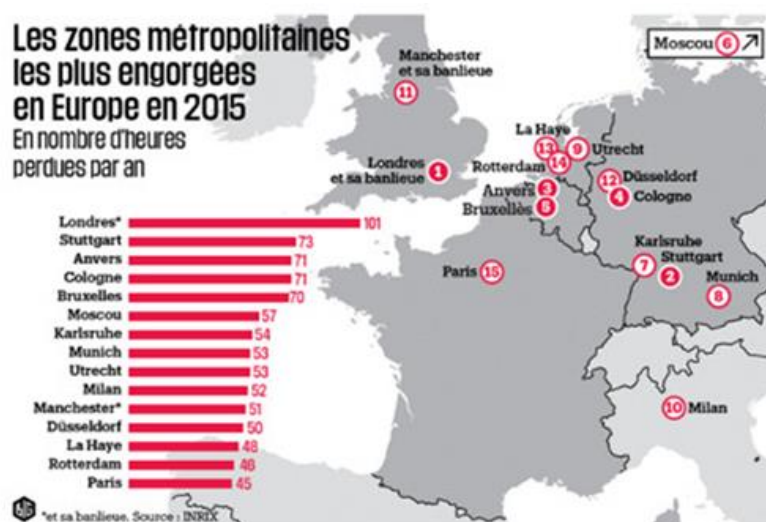 Les zones métropolitaines
les plus engorgées
en Europe en 2015
En nombre d'heures
perdues par an
Moscou 6
Manchester
et sa banlieue
11
La Haye
13
9 Utrecht
Rotterdam 14
Londres
et sa banlieue
1
12 Düsseldorf
Anvers 3
4 Cologne
Bruxellès 5
Karlsruhe
7
Stuttgart
2
Munich
8
Paris 15
10 Milan
Londres* 101
Stuttgart 73
Anvers 71
Cologne 71
Bruxelles 70
Moscou 57
Karlsruhe 54
Munich 53
Utrecht 53
Milan 52
Manchester* 51
Düsseldorf 50
La Haye 48
Rotterdam 46
Paris 45
*et sa banlieue. Source : INRIX